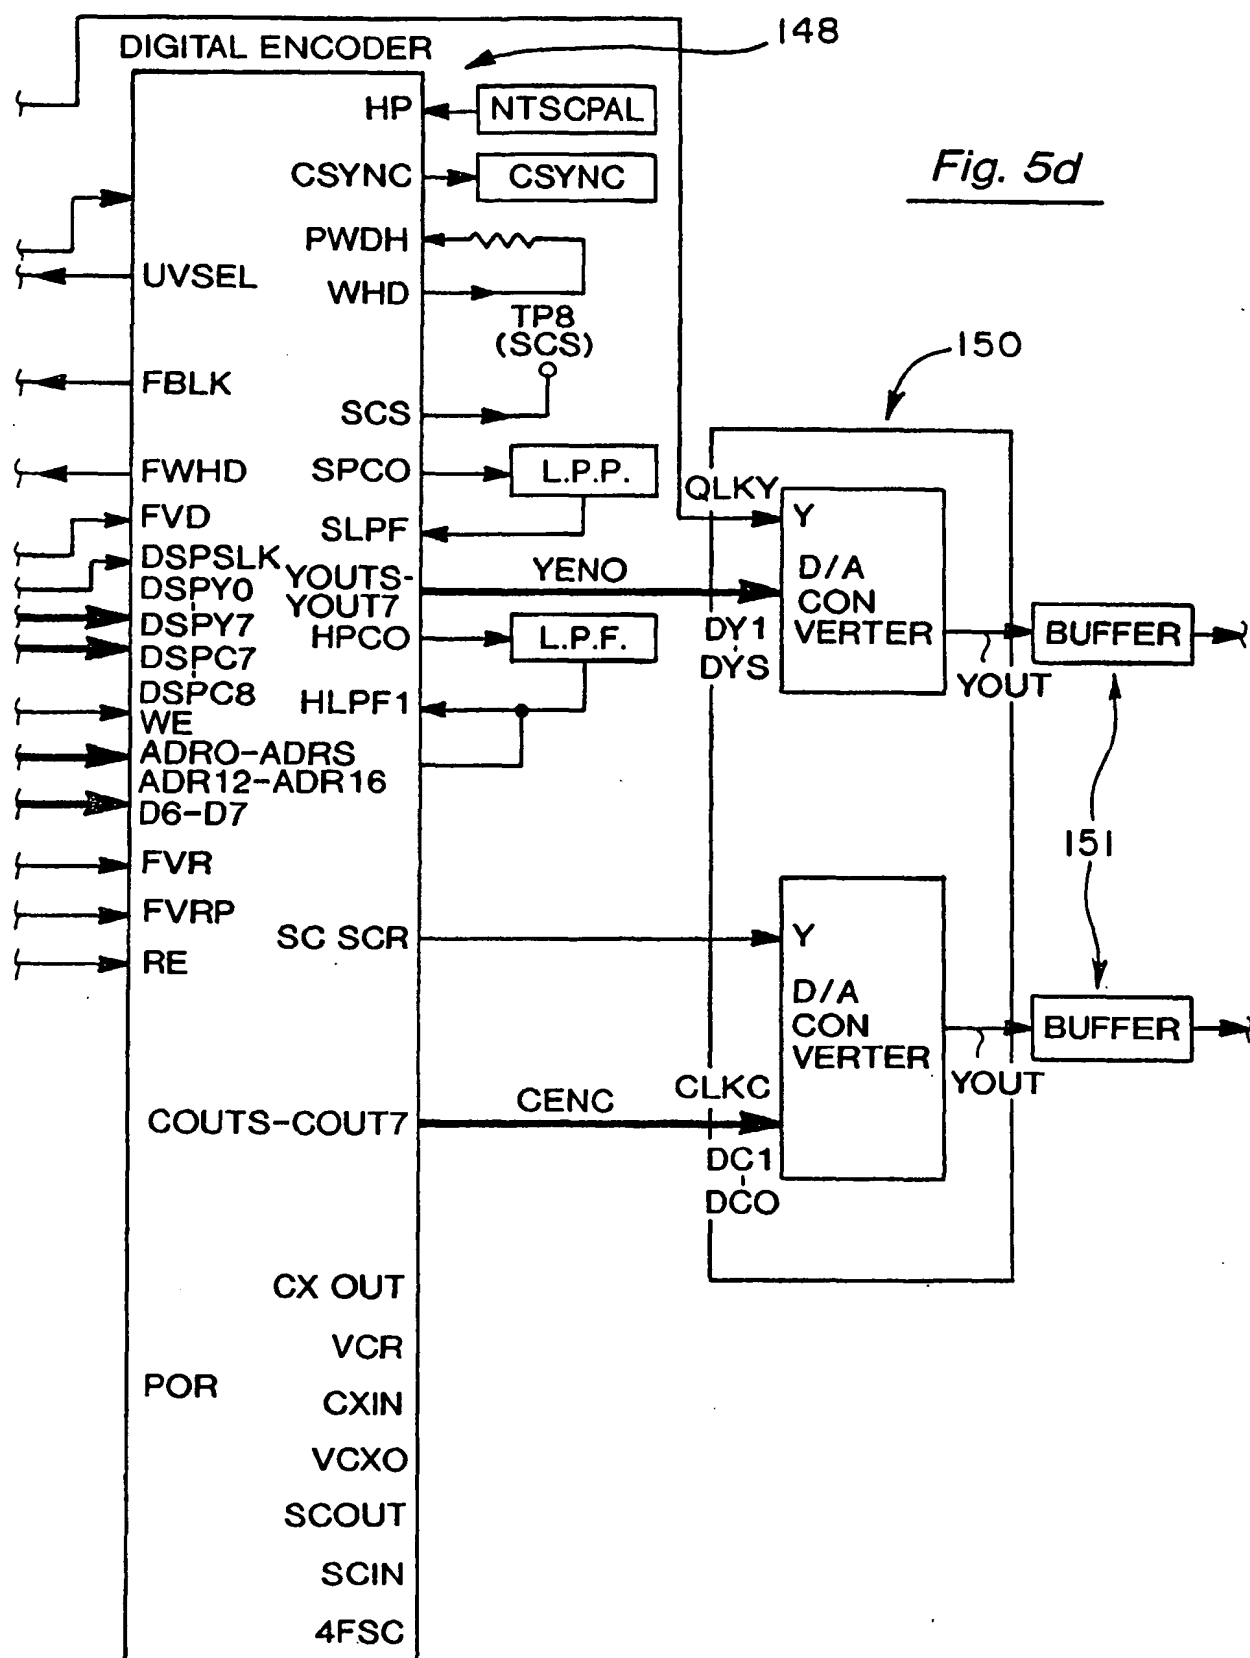 148
DIGITAL ENCODER
HP
NTSCPAL
CSYNC
CSYNC
Fig. 5d
PWDH
UVSEL
WHD
TP8
(SCS)
150
FBLK
SCS
FWHD
SPCO
L.P.P.
QLKY
Y
FVD
SLPF
DSPSLK
YOUTS-
YOUT7
YENO
D/A
CON
VERTER
DSPY0
DSPY7
HPCO
L.P.F.
DY1
DYS
YOUT
BUFFER
DSPC7
DSPC8
HLPF1
WE
ADRO-ADRS
ADR12-ADR16
D6-D7
151
FVR
FVRP
SC SCR
Y
RE
D/A
CON
VERTER
BUFFER
YOUT
CLKC
COUTS-COUT7
CENC
DC1
DCO
CX OUT
VCR
POR
CXIN
VCXO
SCOUT
SCIN
4FSC